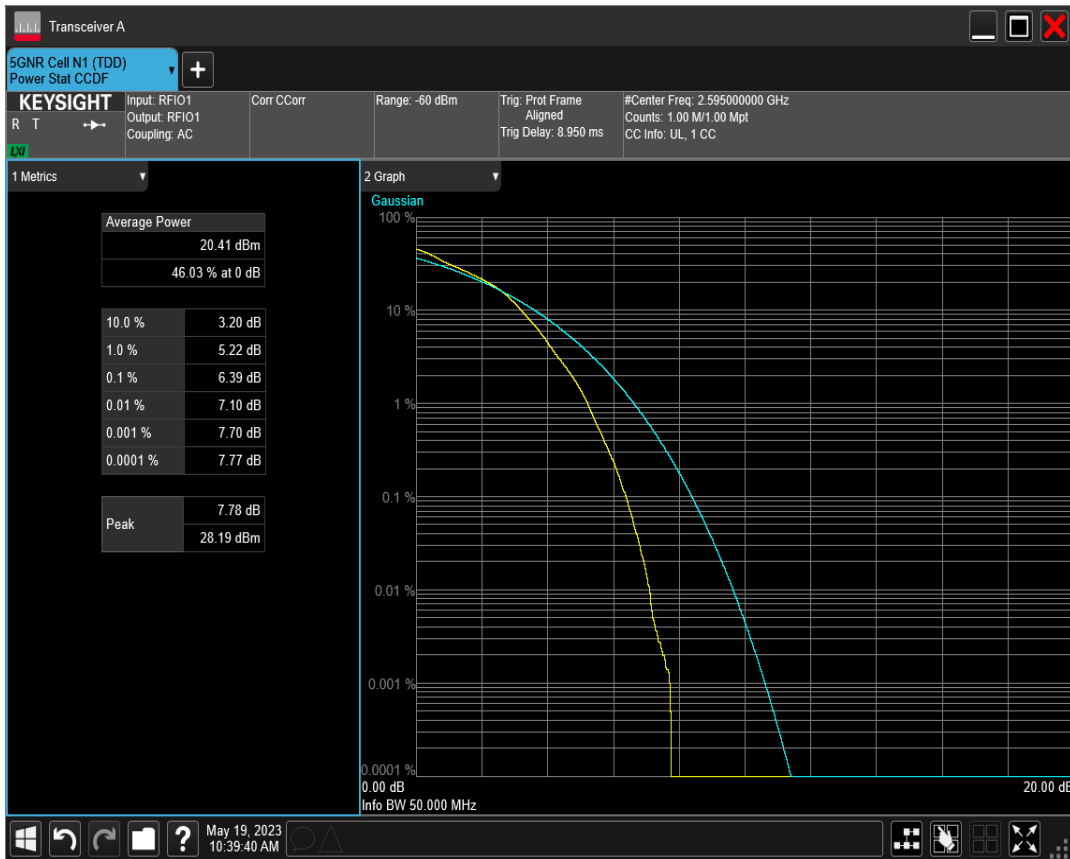 Transceiver A
5GNR Cell N1 (TDD)
Power Stat CCDF
+
KEYSIGHT
R T
LXI
Input: RFIO1
Output: RFIO1
Coupling: AC
Corr CCorr
Range: -60 dBm
Trig: Prot Frame
Aligned
Trig Delay: 8.950 ms
#Center Freq: 2.595000000 GHz
Counts: 1.00 M/1.00 Mpt
CC Info: UL, 1 CC
1 Metrics
Average Power
20.41 dBm
46.03 % at 0 dB
10.0 % 3.20 dB
1.0 % 5.22 dB
0.1 % 6.39 dB
0.01 % 7.10 dB
0.001 % 7.70 dB
0.0001 % 7.77 dB
Peak 7.78 dB
28.19 dBm
2 Graph
Gaussian
100 %
10 %
1 %
0.1 %
0.01 %
0.001 %
0.0001 %
0.00 dB 20.00 dB
Info BW 50.000 MHz
?
May 19, 2023
10:39:40 AM